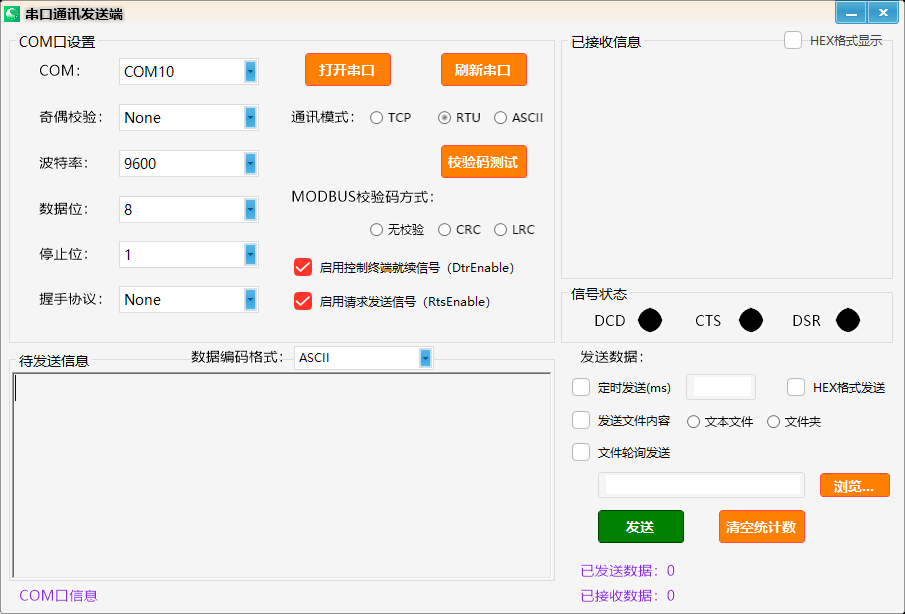 串口通讯发送端
COM口设置
COM：
COM10
打开串口
刷新串口
奇偶校验：
None
通讯模式：
TCP
RTU
ASCII
波特率：
9600
校验码测试
数据位：
8
MODBUS校验码方式：
无校验
CRC
LRC
停止位：
1
启用控制终端就续信号（DtrEnable）
握手协议：
None
启用请求发送信号（RtsEnable）
已接收信息
HEX格式显示
信号状态
DCD
CTS
DSR
待发送信息
数据编码格式：
ASCII
发送数据：
定时发送(ms)
HEX格式发送
发送文件内容
文本文件
文件夹
文件轮询发送
浏览...
发送
清空统计数
已发送数据：0
已接收数据：0
COM口信息